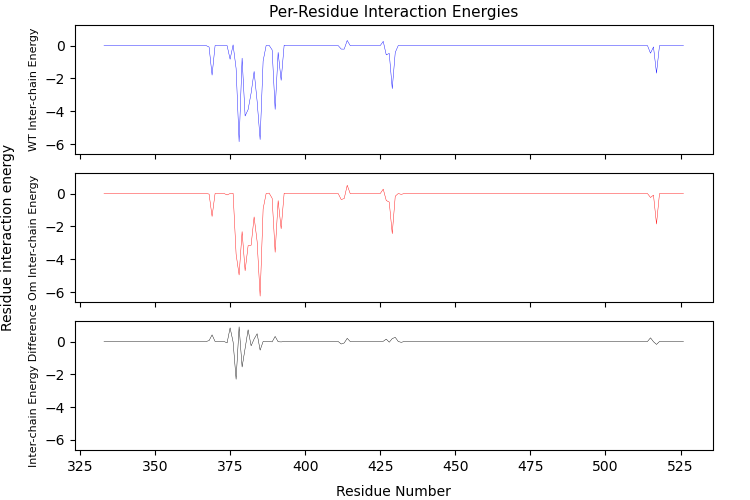 Per-Residue Interaction Energies
Residue interaction energy
WT Inter-chain Energy
0
−2
−4
−6
Om Inter-chain Energy
0
−2
−4
−6
Inter-chain Energy Difference
0
−2
−4
−6
325 350 375 400 425 450 475 500 525
Residue Number